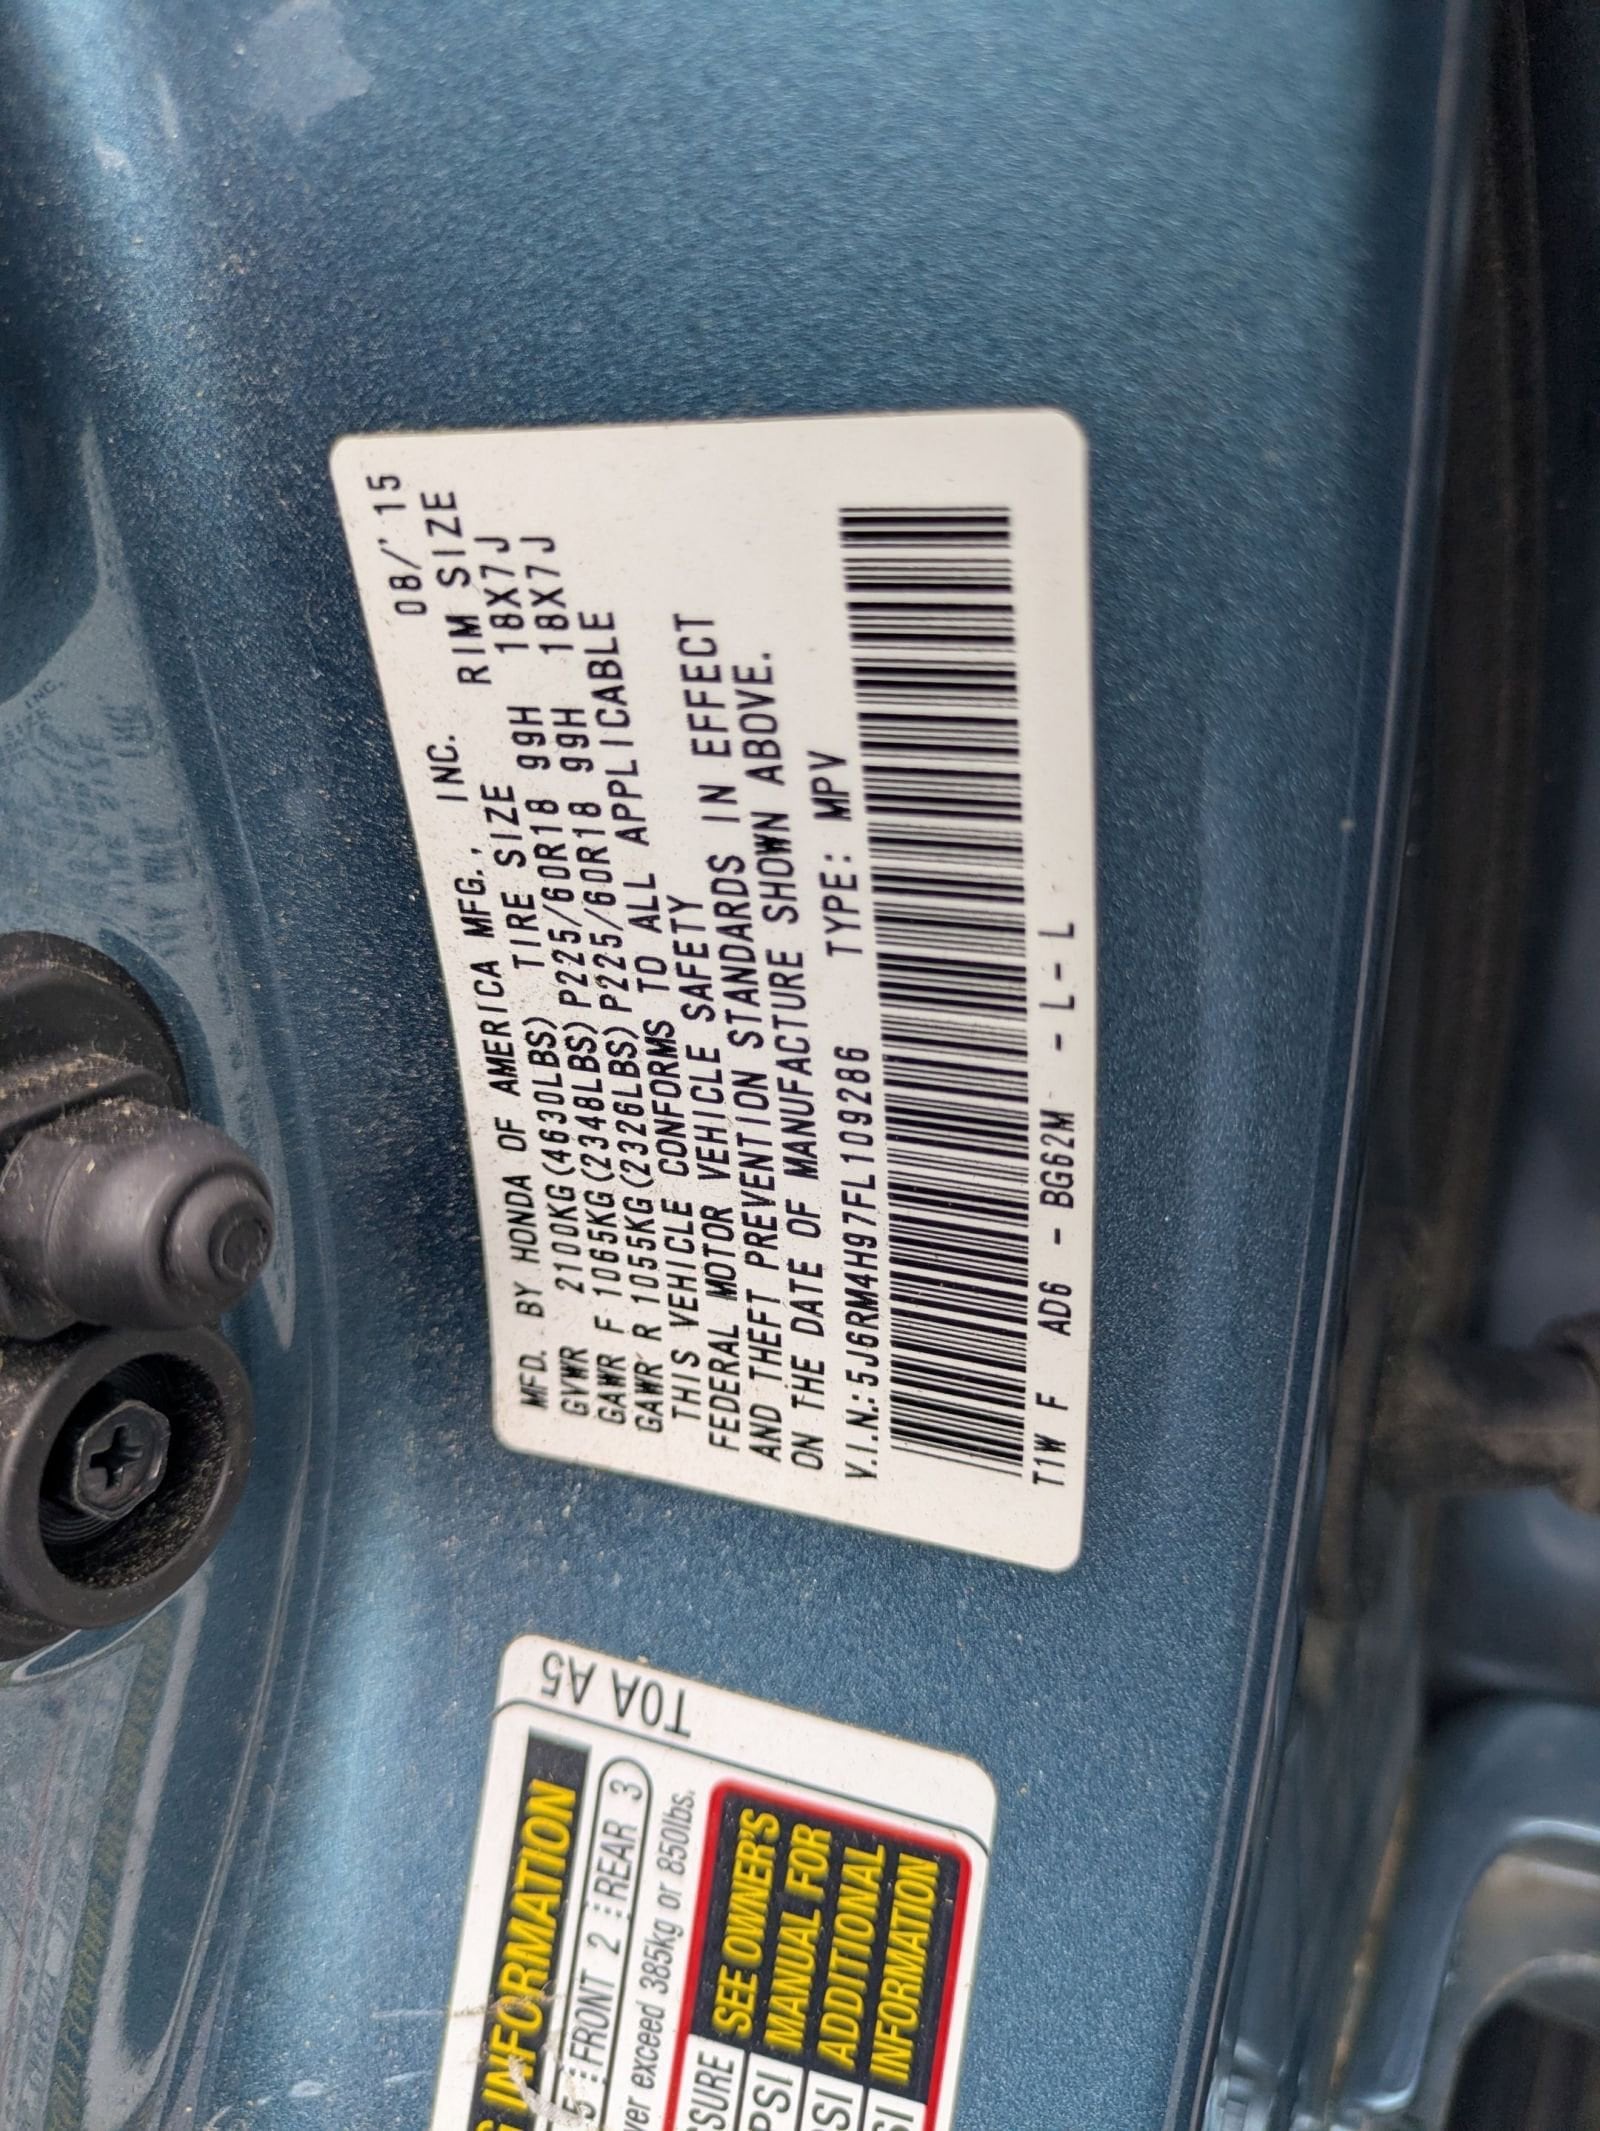 MFD. BY HONDA OF AMERICA MFG., INC. 08/'15
GVWR 2100KG(4630LBS) TIRE SIZE RIM SIZE
GAWR F 1065KG(2348LBS) P225/60R18 99H 18X7J
GAWR R 1055KG(2326LBS) P225/60R18 99H 18X7J
THIS VEHICLE CONFORMS TO ALL APPLICABLE
FEDERAL MOTOR VEHICLE SAFETY
AND THEFT PREVENTION STANDARDS IN EFFECT
ON THE DATE OF MANUFACTURE SHOWN ABOVE.
V.I.N.:5J6RM4H97FL109286 TYPE: MPV
T1W F AD6 - BG62M - L - L
T0A A5
INFORMATION
5 FRONT 2 REAR 3
exceed 385kg or 850lbs.
SEE OWNER'S
MANUAL FOR
ADDITIONAL
INFORMATION
PSI